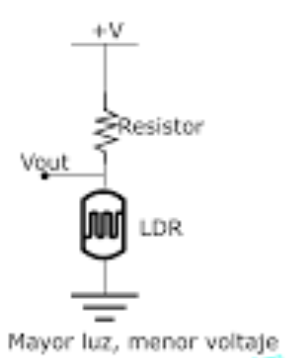 +V
Resistor
Vout
LDR
Mayor luz, menor voltaje